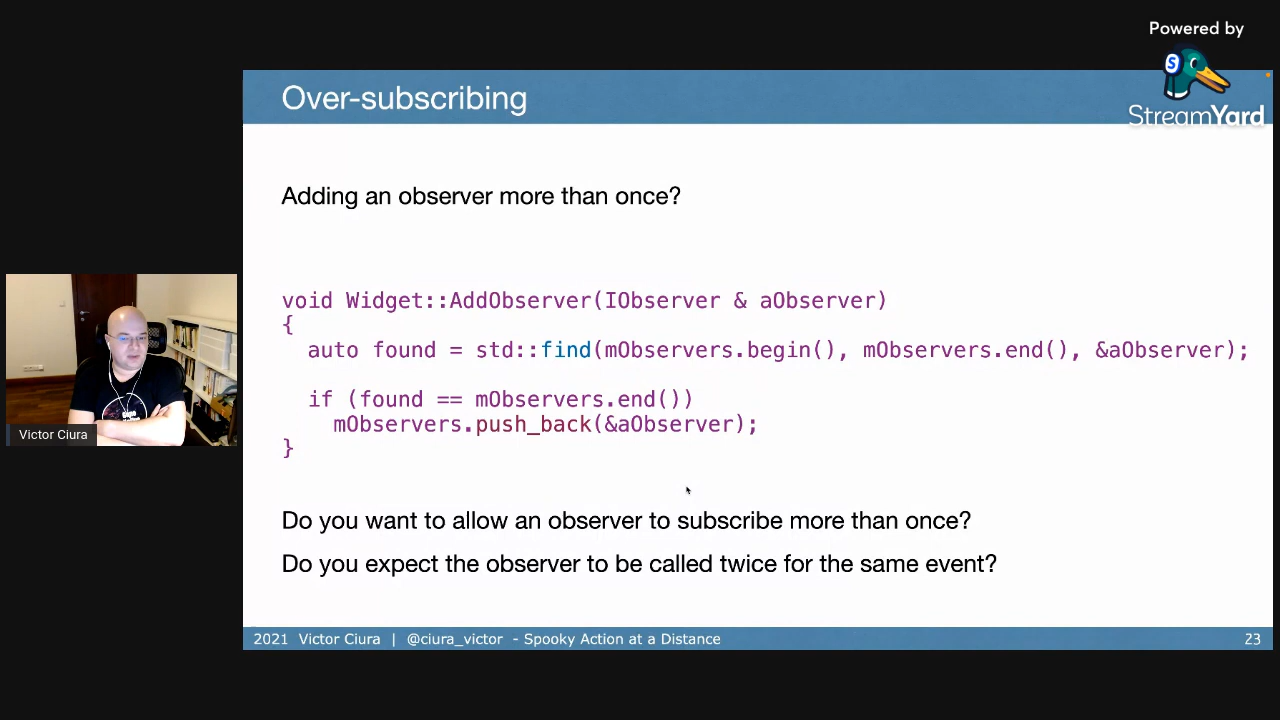 Powered by
S
StreamYard
Over-subscribing
Adding an observer more than once?
void Widget::AddObserver(IObserver & aObserver)
{
auto found = std::find(mObservers.begin(), mObservers.end(), &aObserver);
if (found == mObservers.end())
mObservers.push_back(&aObserver);
}
Victor Ciura
Do you want to allow an observer to subscribe more than once?
Do you expect the observer to be called twice for the same event?
2021 Victor Ciura | @ciura_victor - Spooky Action at a Distance
23